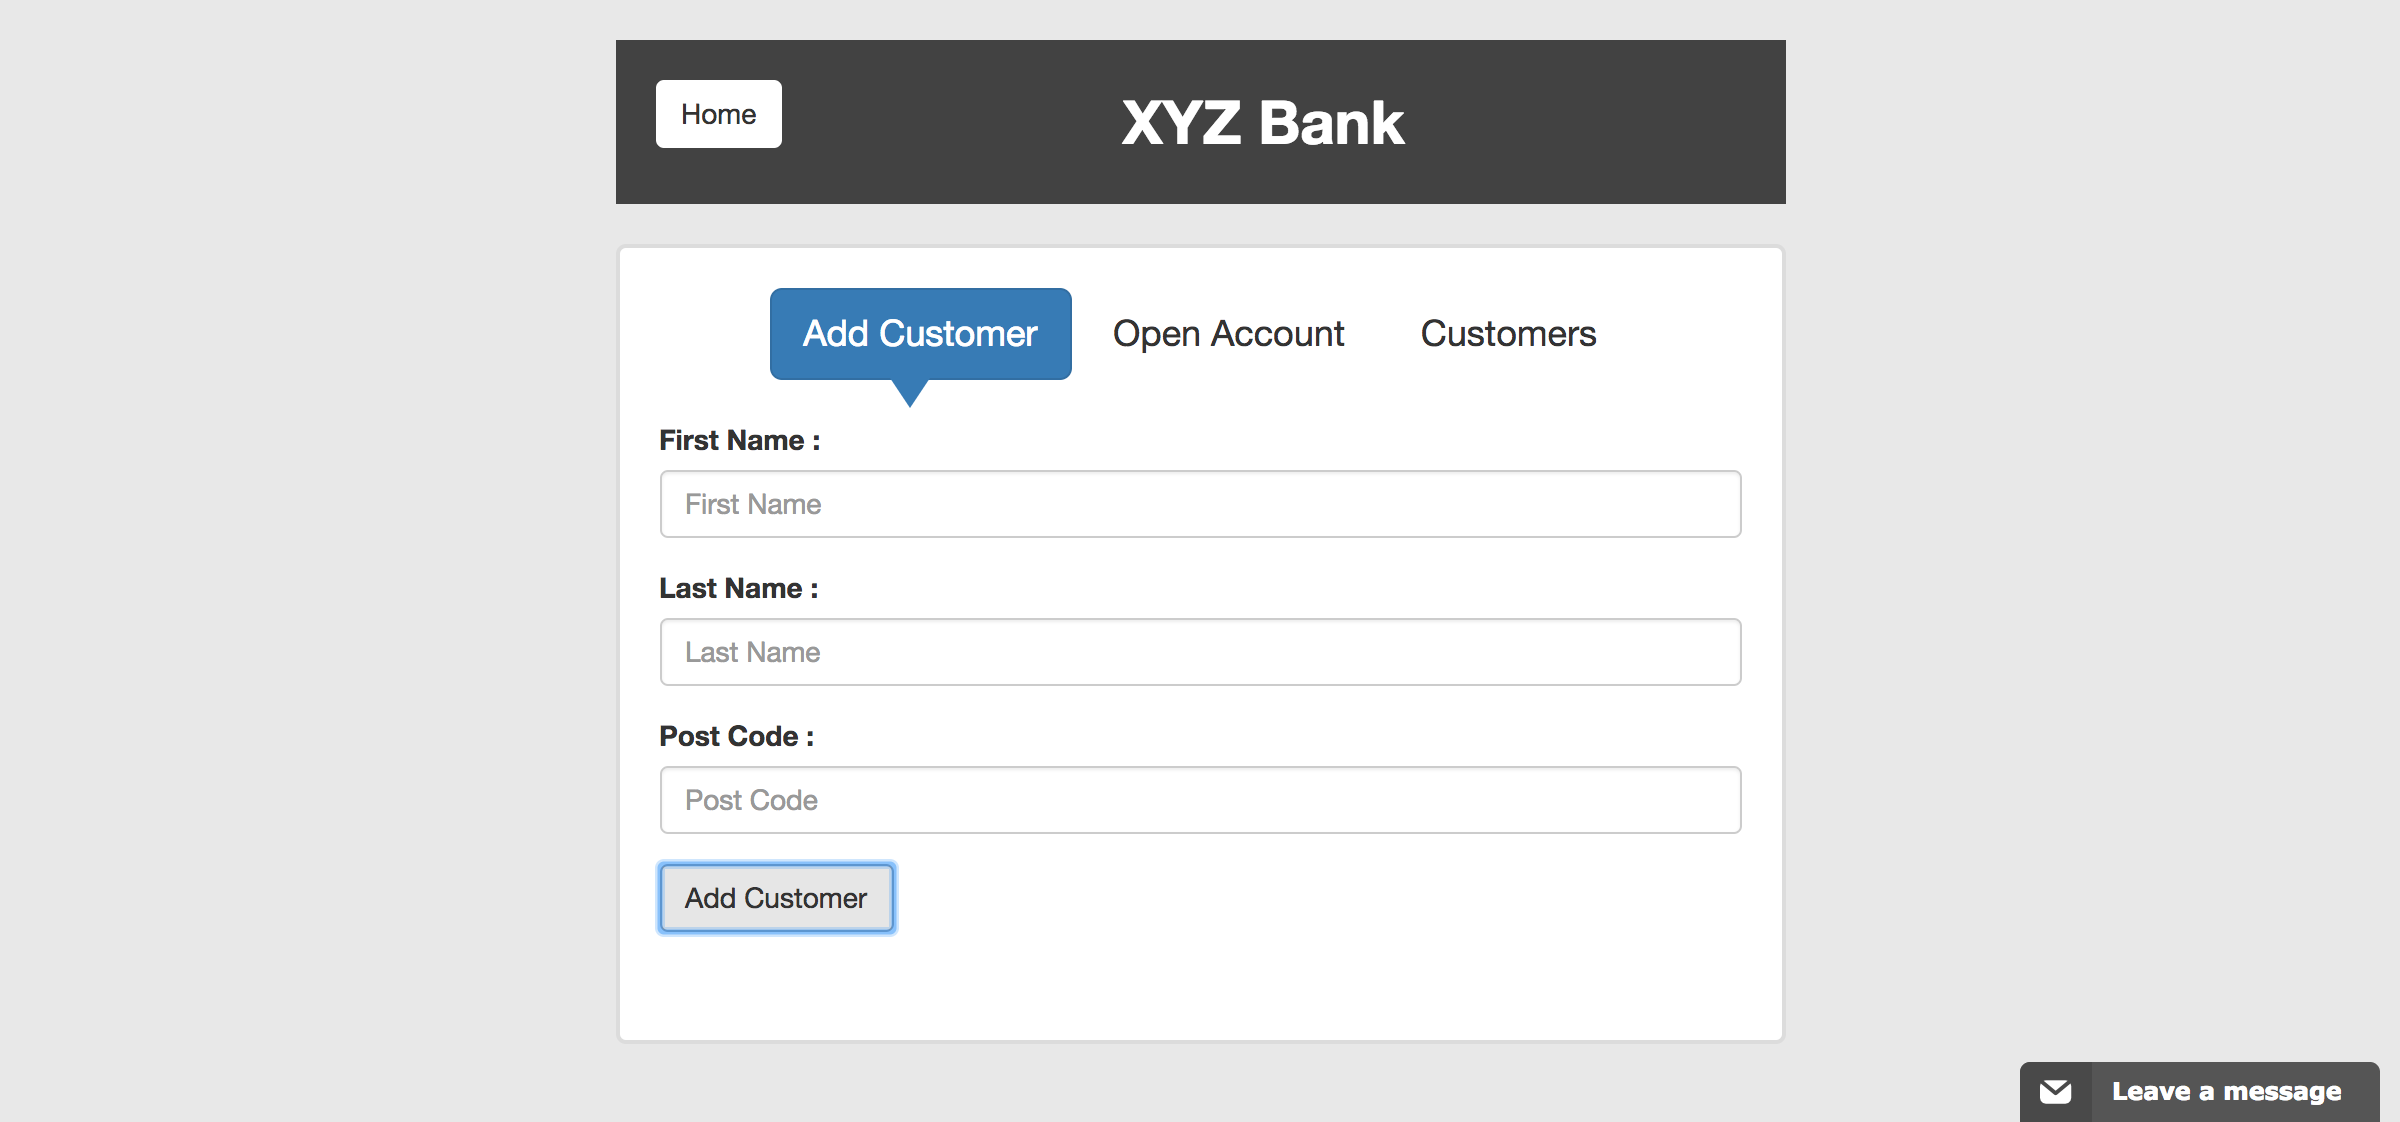 Home
XYZ Bank
Add Customer
Open Account
Customers
First Name :
First Name
Last Name :
Last Name
Post Code :
Post Code
Add Customer
Leave a message